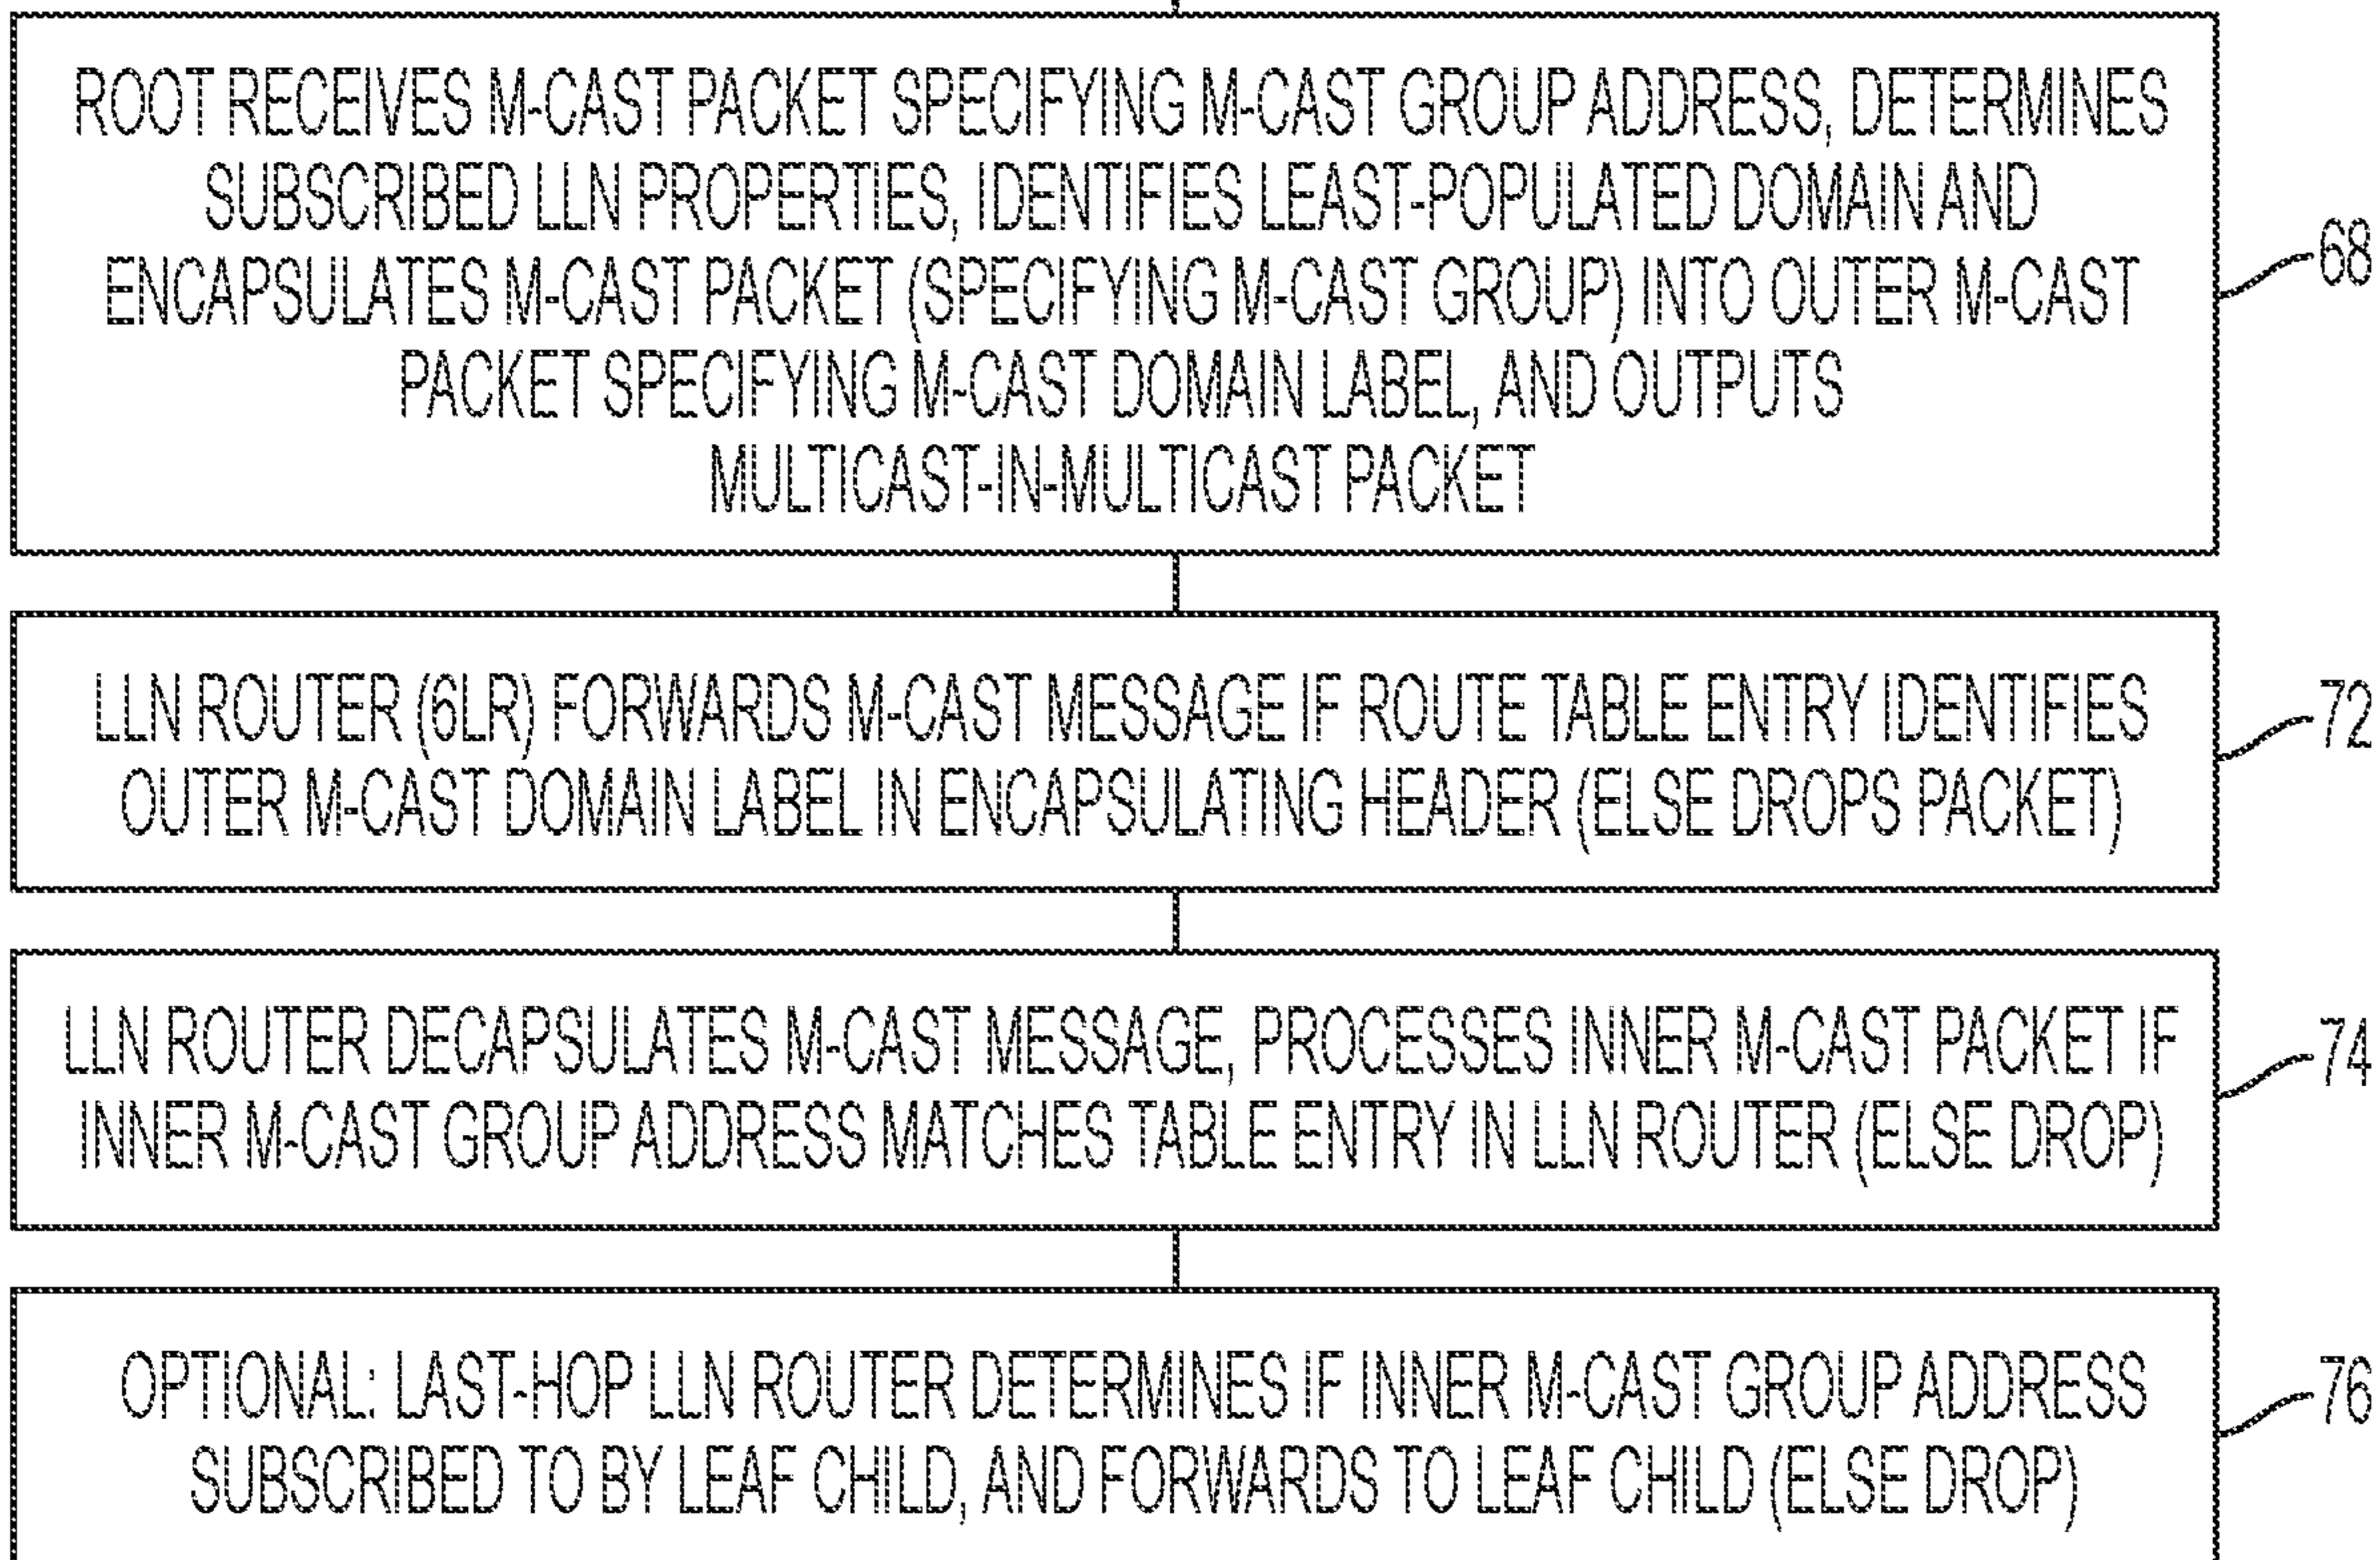 ROOT RECEIVES M-CAST PACKET SPECIFYING M-CAST GROUP ADDRESS, DETERMINES
SUBSCRIBED LLN PROPERTIES, IDENTIFIES LEAST-POPULATED DOMAIN AND
ENCAPSULATES M-CAST PACKET (SPECIFYING M-CAST GROUP) INTO OUTER M-CAST
PACKET SPECIFYING M-CAST DOMAIN LABEL, AND OUTPUTS
MULTICAST-IN-MULTICAST PACKET
68
LLN ROUTER (6LR) FORWARDS M-CAST MESSAGE IF ROUTE TABLE ENTRY IDENTIFIES
OUTER M-CAST DOMAIN LABEL IN ENCAPSULATING HEADER (ELSE DROPS PACKET)
72
LLN ROUTER DECAPSULATES M-CAST MESSAGE, PROCESSES INNER M-CAST PACKET IF
INNER M-CAST GROUP ADDRESS MATCHES TABLE ENTRY IN LLN ROUTER (ELSE DROP)
74
OPTIONAL: LAST-HOP LLN ROUTER DETERMINES IF INNER M-CAST GROUP ADDRESS
SUBSCRIBED TO BY LEAF CHILD, AND FORWARDS TO LEAF CHILD (ELSE DROP)
76